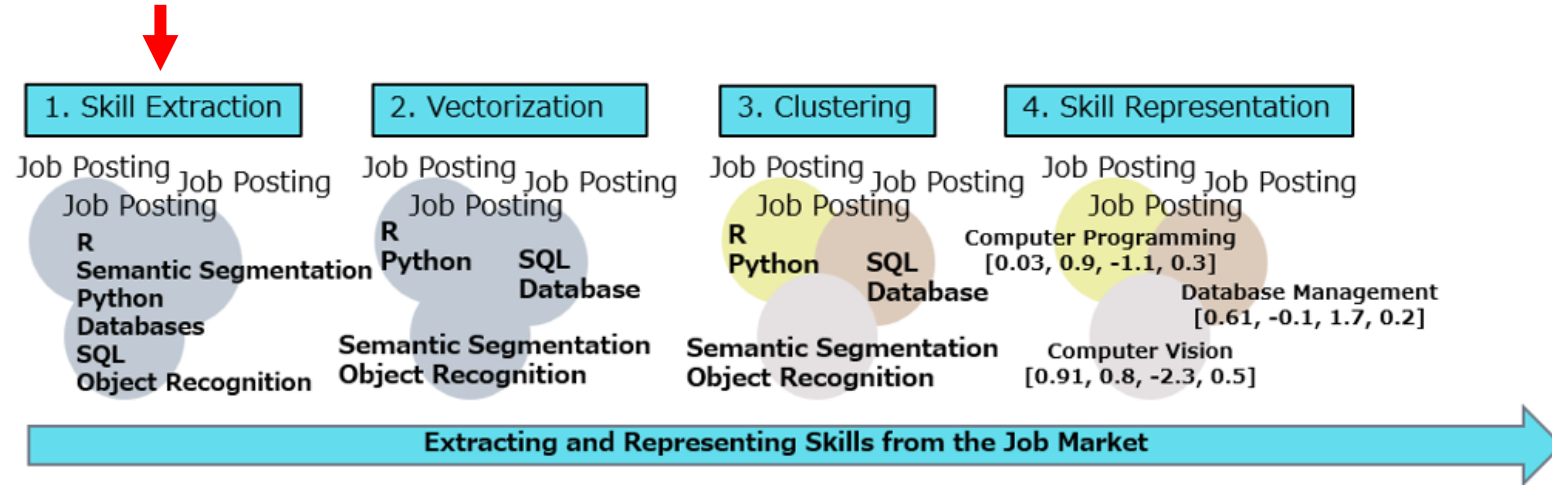 1. Skill Extraction
Job Posting
Job Posting
Job Posting
R
Semantic Segmentation
Python
Databases
SQL
Object Recognition
2. Vectorization
Job Posting
Job Posting
Job Posting
R
Python
SQL
Database
Semantic Segmentation
Object Recognition
3. Clustering
Job Posting
Job Posting
Job Posting
R
Python
SQL
Database
Semantic Segmentation
Object Recognition
4. Skill Representation
Job Posting
Job Posting
Job Posting
Computer Programming
[0.03, 0.9, -1.1, 0.3]
Database Management
[0.61, -0.1, 1.7, 0.2]
Computer Vision
[0.91, 0.8, -2.3, 0.5]
Extracting and Representing Skills from the Job Market